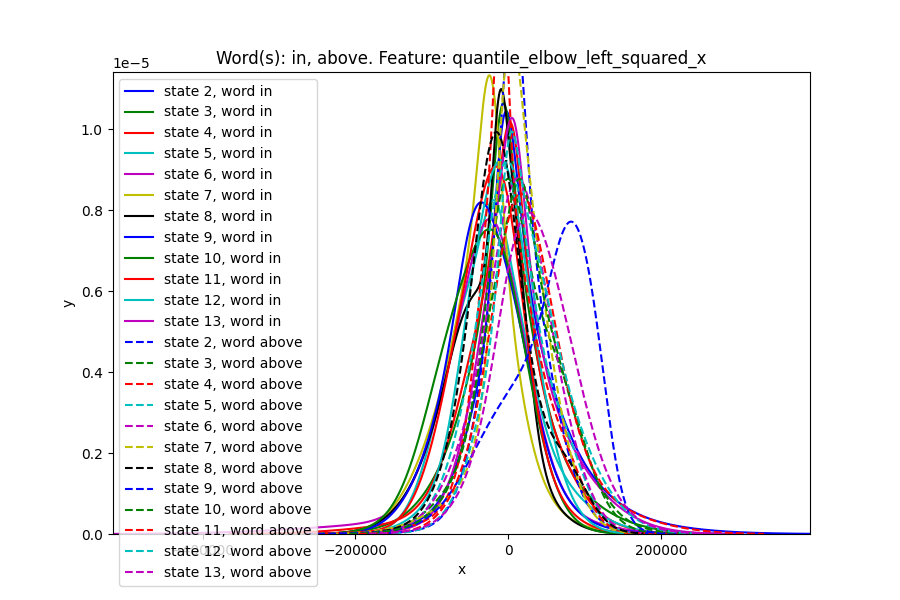 Word(s): in, above. Feature: quantile_elbow_left_squared_x
1e−5
1.0
0.8
0.6
0.4
0.2
0.0
y
state 2, word in
state 3, word in
state 4, word in
state 5, word in
state 6, word in
state 7, word in
state 8, word in
state 9, word in
state 10, word in
state 11, word in
state 12, word in
state 13, word in
state 2, word above
state 3, word above
state 4, word above
state 5, word above
state 6, word above
state 7, word above
state 8, word above
state 9, word above
state 10, word above
state 11, word above
state 12, word above
state 13, word above
−200000
0
200000
x